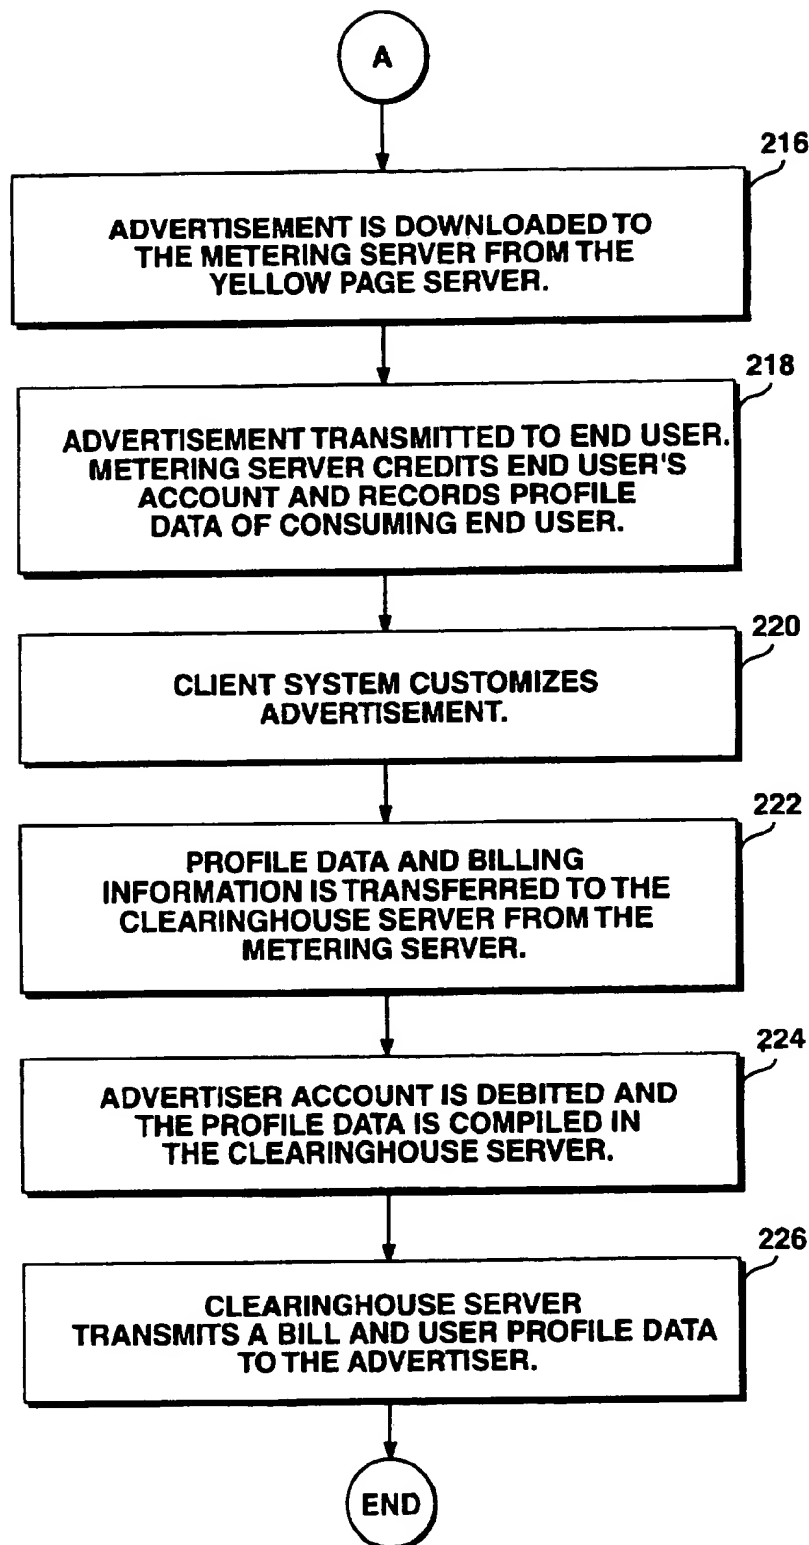 A
216
ADVERTISEMENT IS DOWNLOADED TO
THE METERING SERVER FROM THE
YELLOW PAGE SERVER.
218
ADVERTISEMENT TRANSMITTED TO END USER.
METERING SERVER CREDITS END USER'S
ACCOUNT AND RECORDS PROFILE
DATA OF CONSUMING END USER.
220
CLIENT SYSTEM CUSTOMIZES
ADVERTISEMENT.
222
PROFILE DATA AND BILLING
INFORMATION IS TRANSFERRED TO THE
CLEARINGHOUSE SERVER FROM THE
METERING SERVER.
224
ADVERTISER ACCOUNT IS DEBITED AND
THE PROFILE DATA IS COMPILED IN
THE CLEARINGHOUSE SERVER.
226
CLEARINGHOUSE SERVER
TRANSMITS A BILL AND USER PROFILE DATA
TO THE ADVERTISER.
END